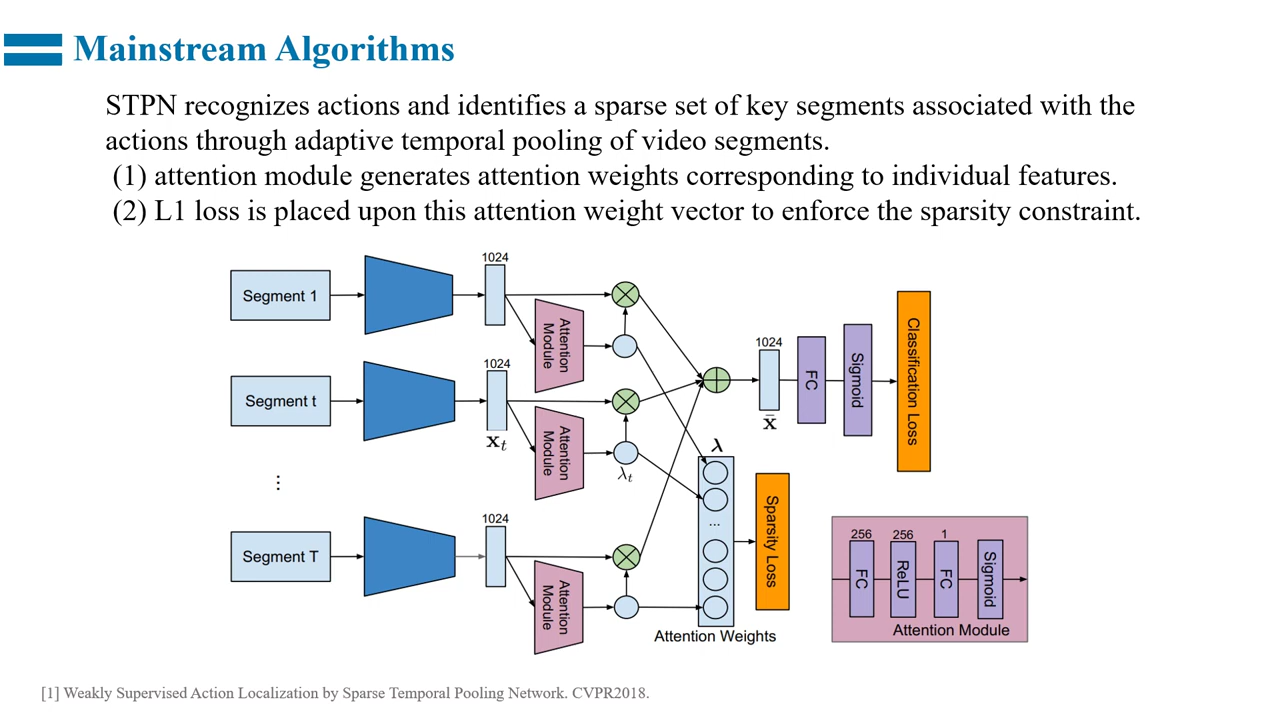 Mainstream Algorithms
STPN recognizes actions and identifies a sparse set of key segments associated with the
actions through adaptive temporal pooling of video segments.
(1) attention module generates attention weights corresponding to individual features.
(2) L1 loss is placed upon this attention weight vector to enforce the sparsity constraint.
Segment 1
1024
Attention
Module
Segment t
1024
x_t
Attention
Module
λ_t
⋮
Segment T
1024
Attention
Module
1024
x̄
FC
Sigmoid
Classification Loss
λ
...
Attention Weights
Sparsity Loss
256
FC
256
ReLU
1
FC
Sigmoid
Attention Module
[1] Weakly Supervised Action Localization by Sparse Temporal Pooling Network. CVPR2018.